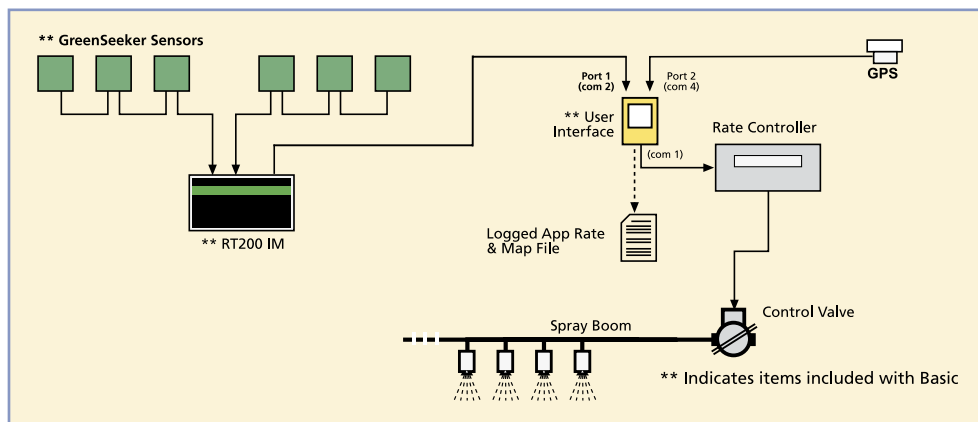 ** GreenSeeker Sensors
Port 1
(com 2)
Port 2
(com 4)
GPS
** User
Interface
(com 1)
Rate Controller
** RT200 IM
Logged App Rate
& Map File
Spray Boom
Control Valve
** Indicates items included with Basic